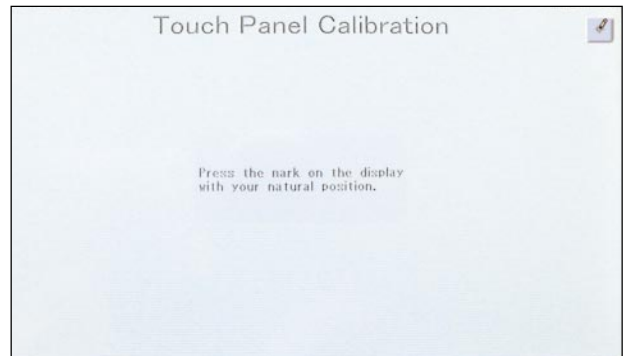 Touch Panel Calibration
Press the nark on the display
with your natural position.